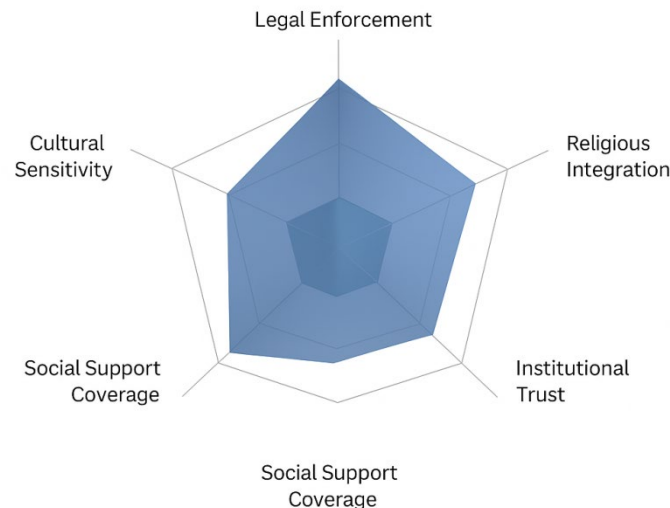 Legal Enforcement
Cultural
Sensitivity
Religious
Integration
Social Support
Coverage
Institutional
Trust
Social Support
Coverage